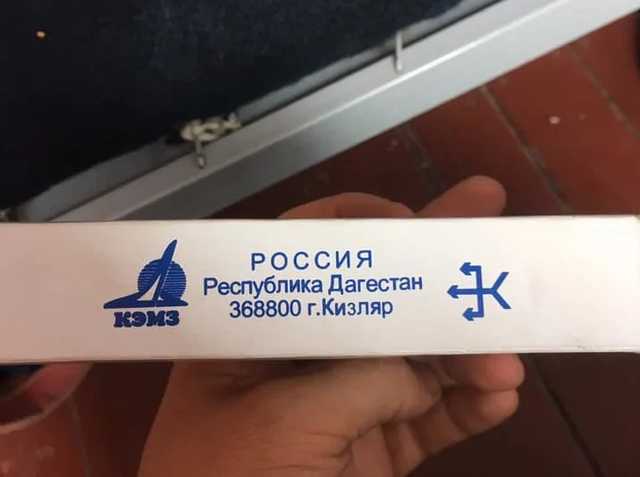 РОССИЯ
Республика Дагестан
368800 г.Кизляр
КЭМЗ